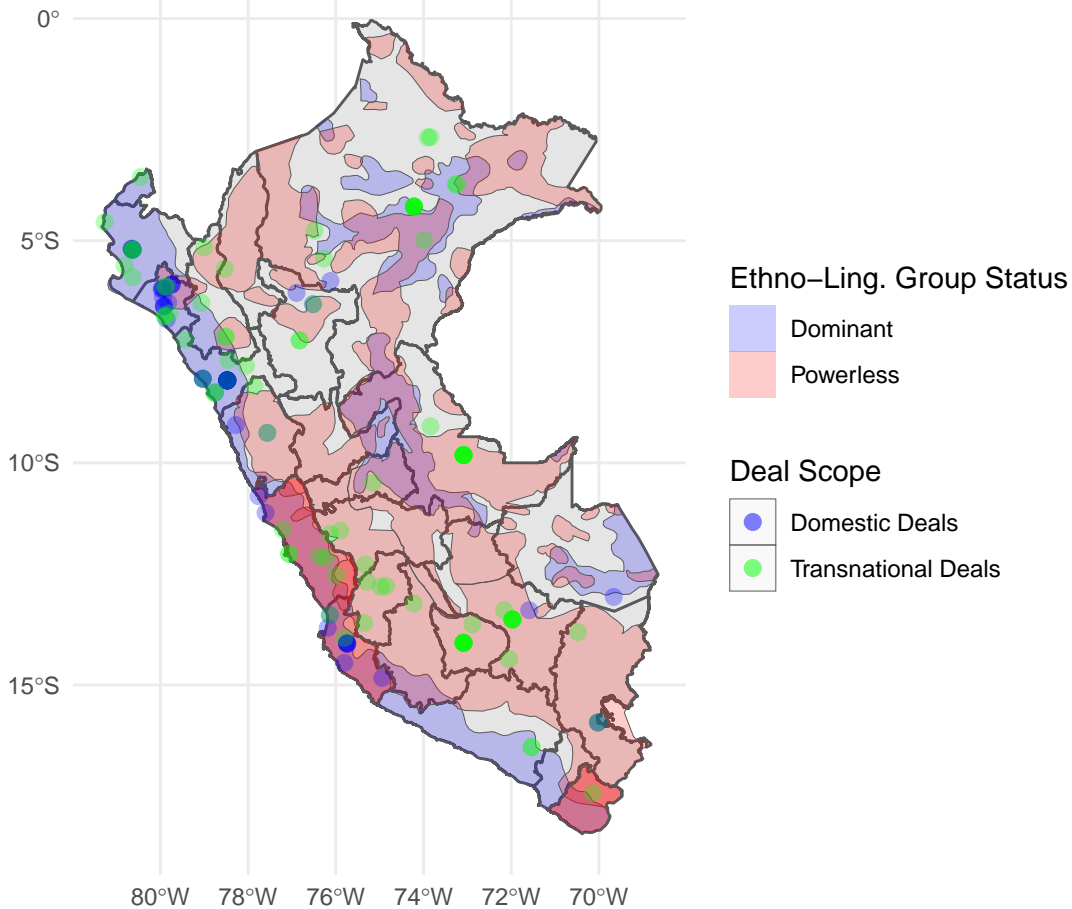 0°
5°S
10°S
15°S
80°W 78°W 76°W 74°W 72°W 70°W
Ethno−Ling. Group Status
Dominant
Powerless
Deal Scope
Domestic Deals
Transnational Deals